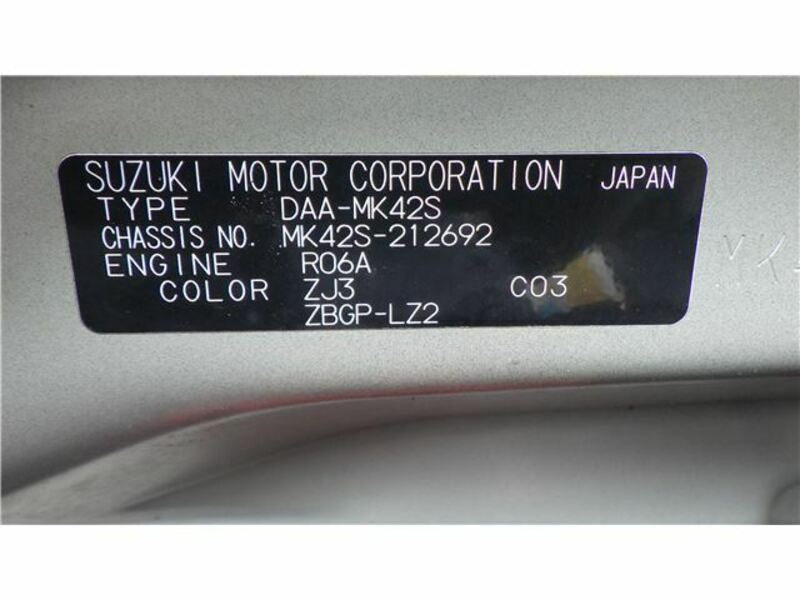 SUZUKI MOTOR CORPORATION JAPAN
TYPE DAA-MK42S
CHASSIS NO. MK42S-212692
ENGINE R06A
COLOR ZJ3 C03
ZBGP-LZ2